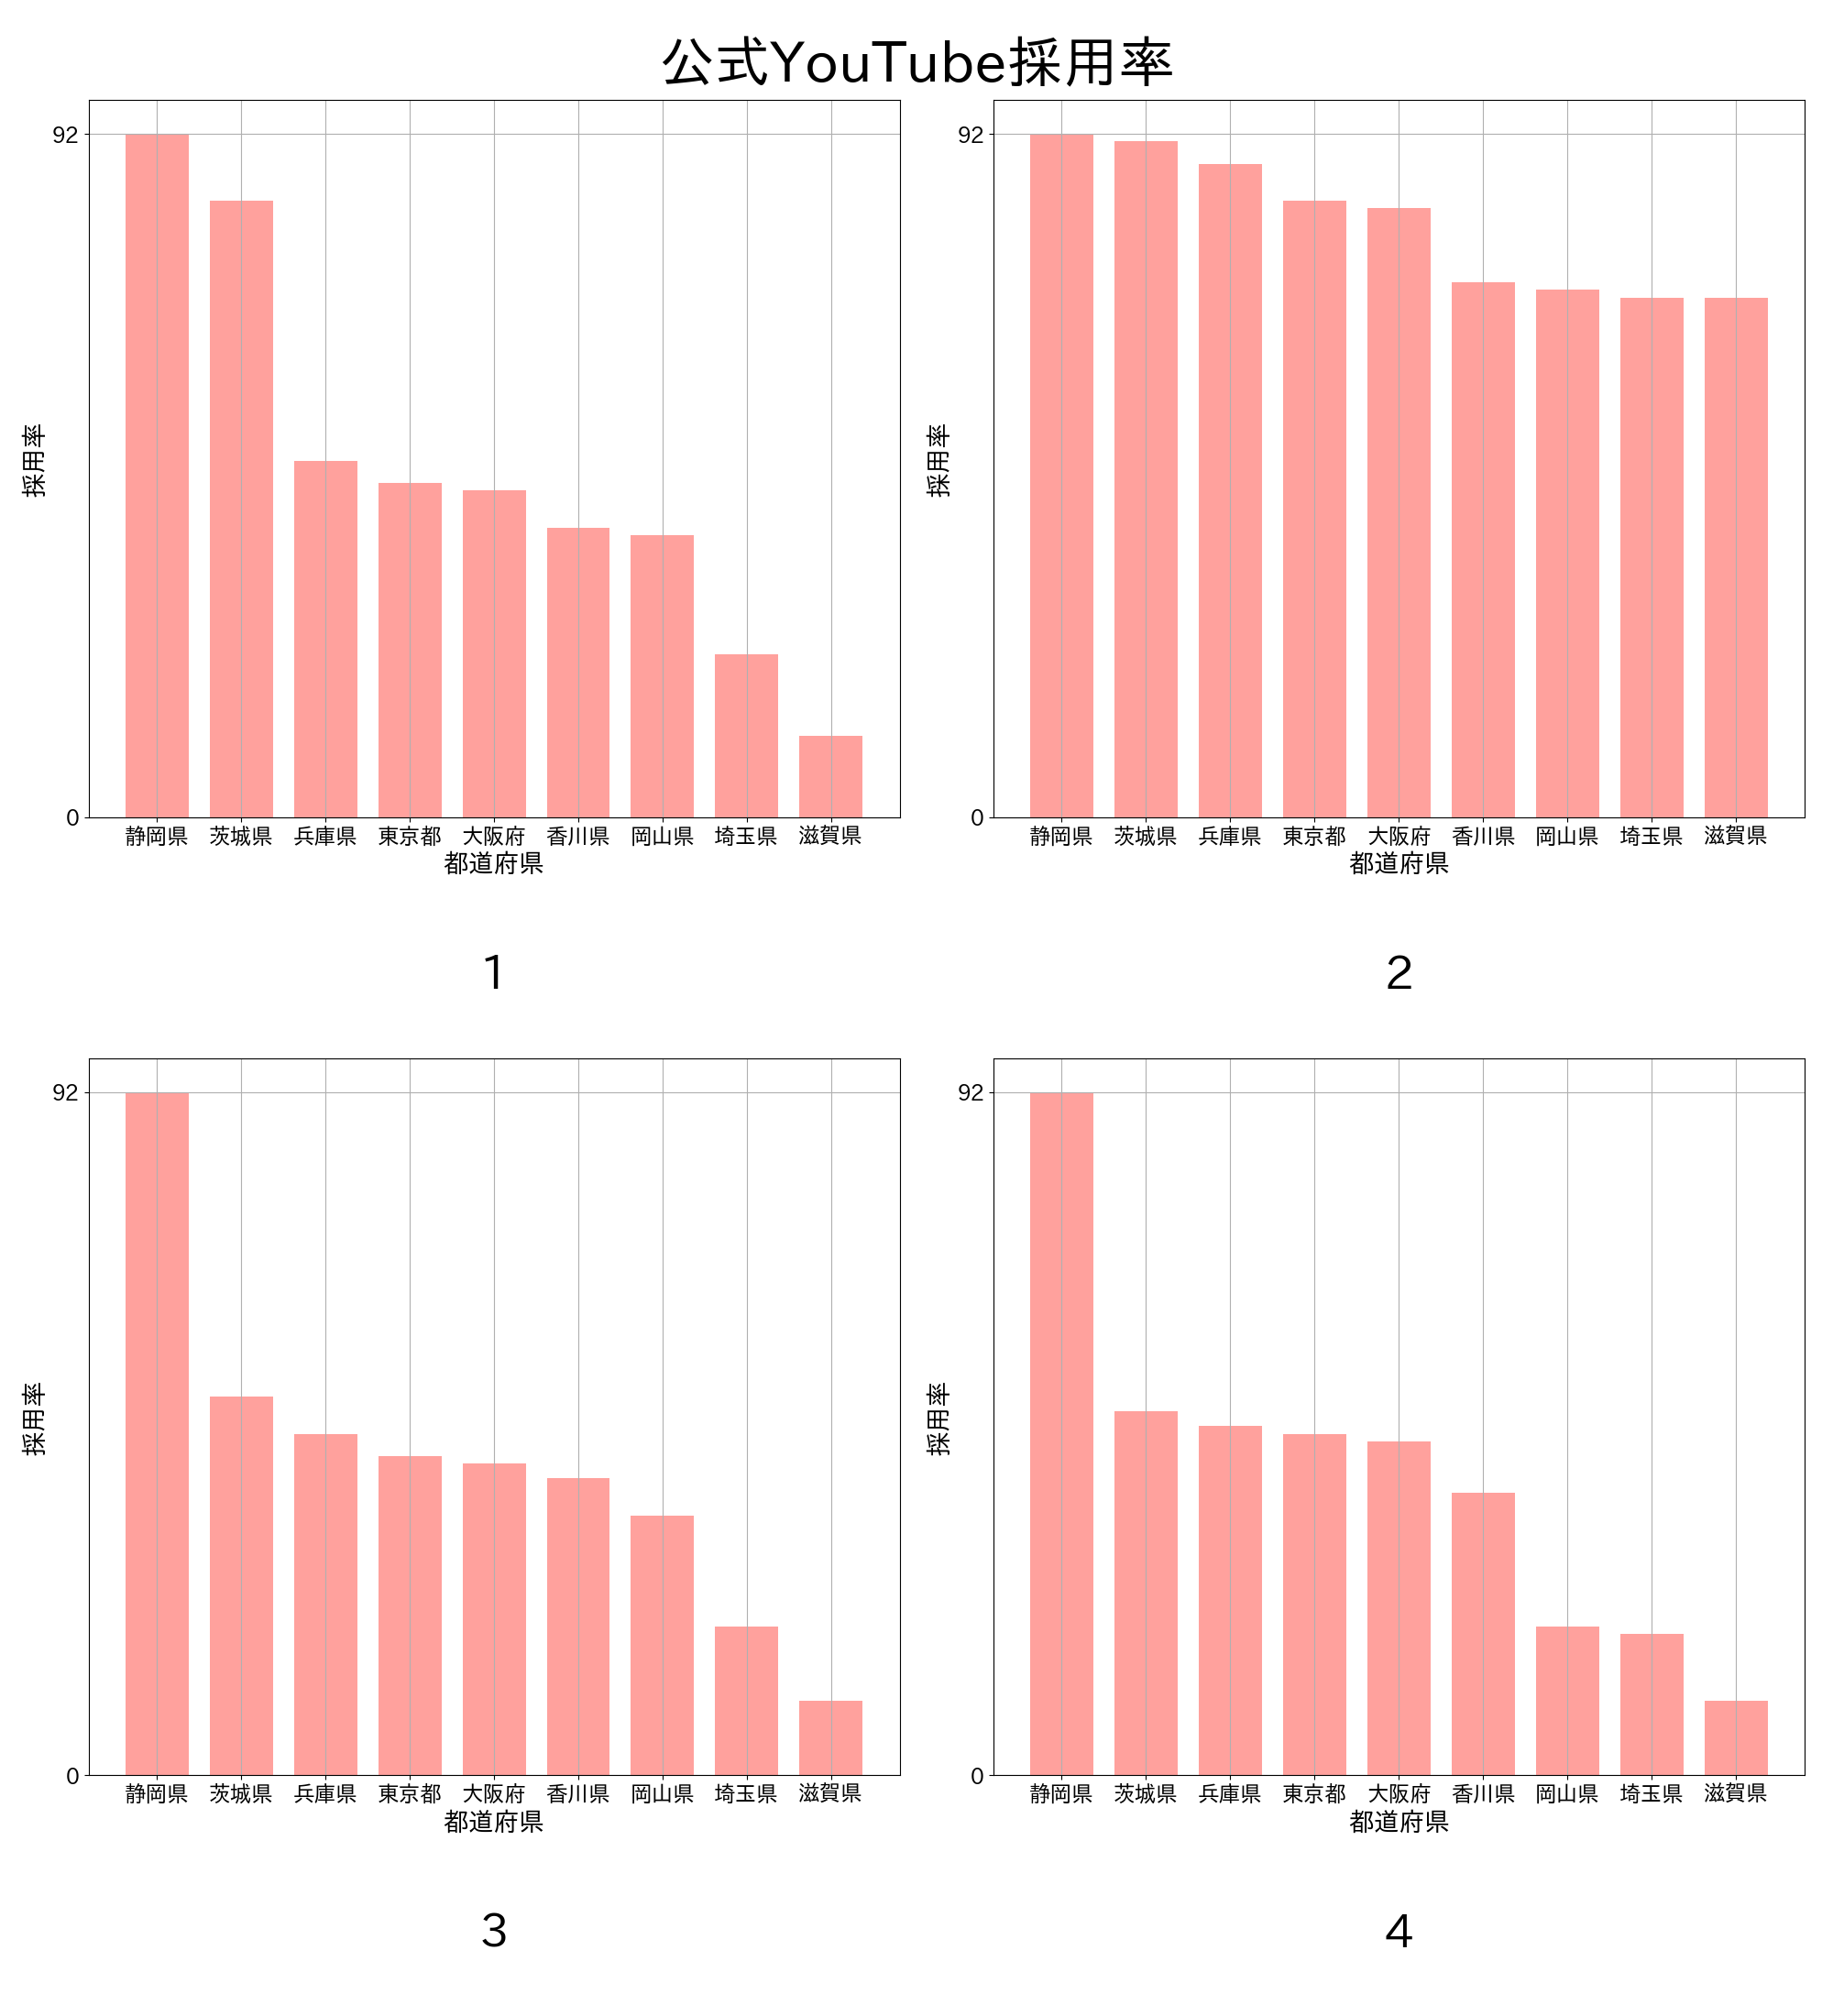 公式YouTube採用率
92
0
採用率
静岡県 茨城県 兵庫県 東京都 大阪府 香川県 岡山県 埼玉県 滋賀県
都道府県
1
92
0
採用率
静岡県 茨城県 兵庫県 東京都 大阪府 香川県 岡山県 埼玉県 滋賀県
都道府県
2
92
0
採用率
静岡県 茨城県 兵庫県 東京都 大阪府 香川県 岡山県 埼玉県 滋賀県
都道府県
3
92
0
採用率
静岡県 茨城県 兵庫県 東京都 大阪府 香川県 岡山県 埼玉県 滋賀県
都道府県
4